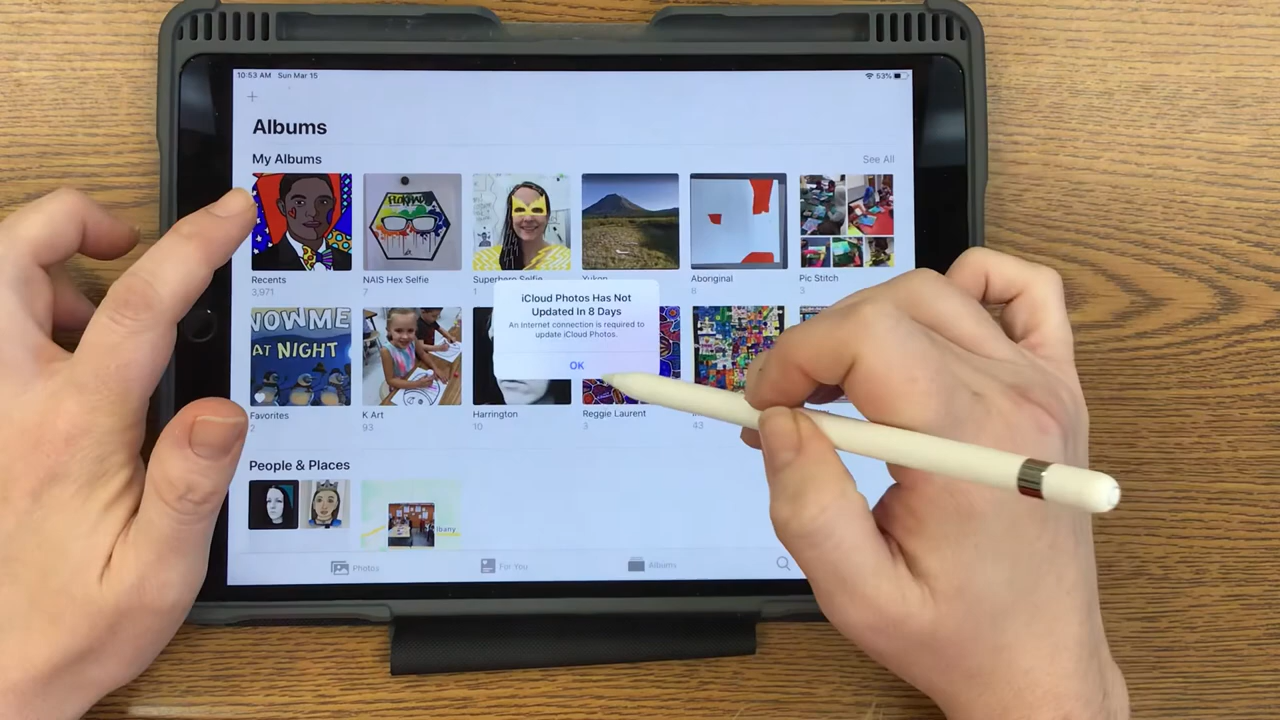 10:53 AM Sun Mar 15
53%
Albums
My Albums
See All
Recents
3,971
NAIS Hex Selfie
7
Superhero Selfie
1
Yukon
Aboriginal
8
Pic Stitch
3
iCloud Photos Has Not
Updated In 8 Days
An Internet connection is required to
update iCloud Photos.
OK
NOW ME
AT NIGHT
Favorites
2
K Art
93
Harrington
10
Reggie Laurent
3
43
People & Places
lbany
Photos
For You
Albums